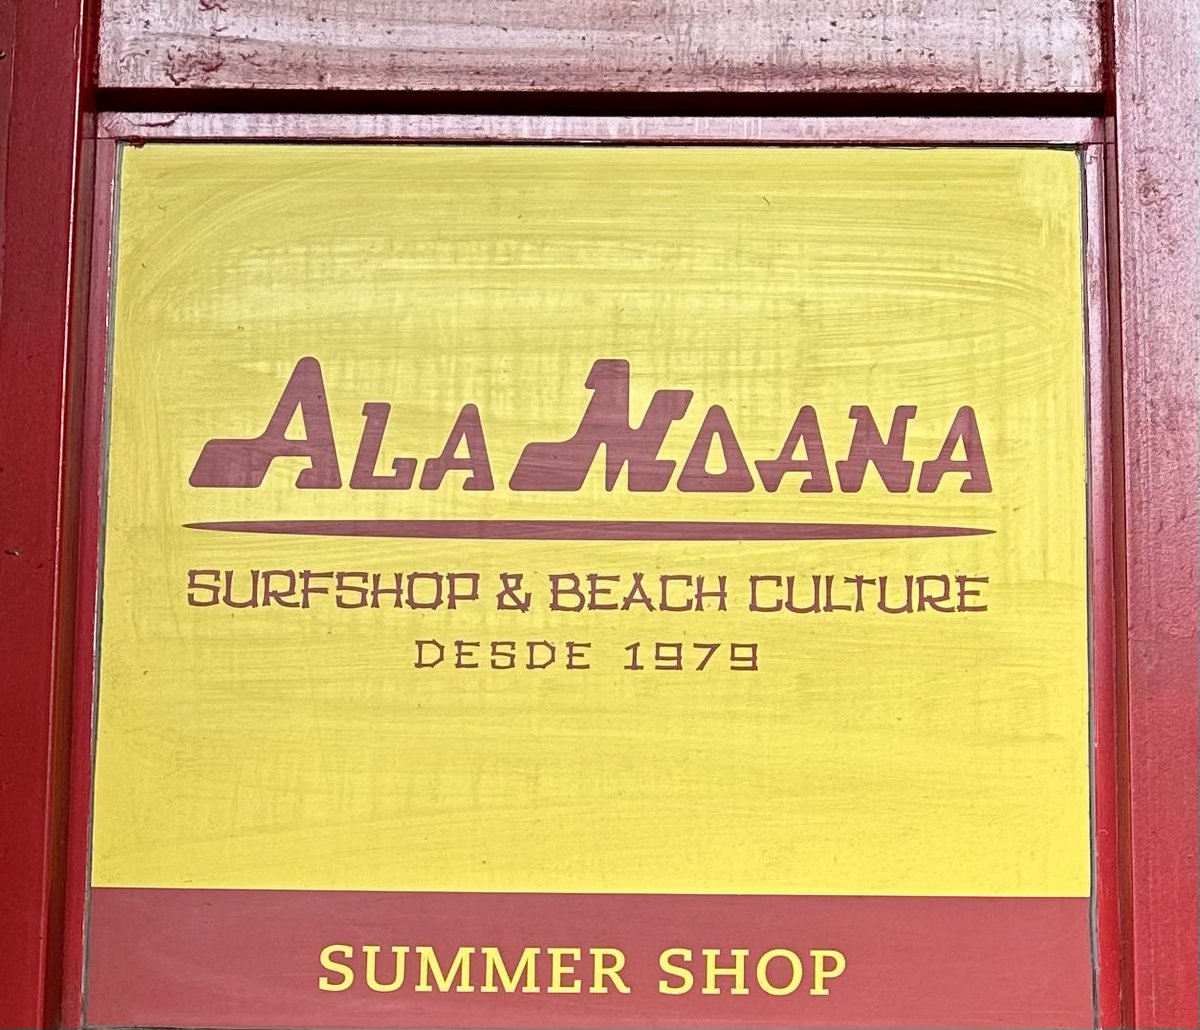 ALA MOANA
SURFSHOP & BEACH CULTURE
DESDE 1979
SUMMER SHOP